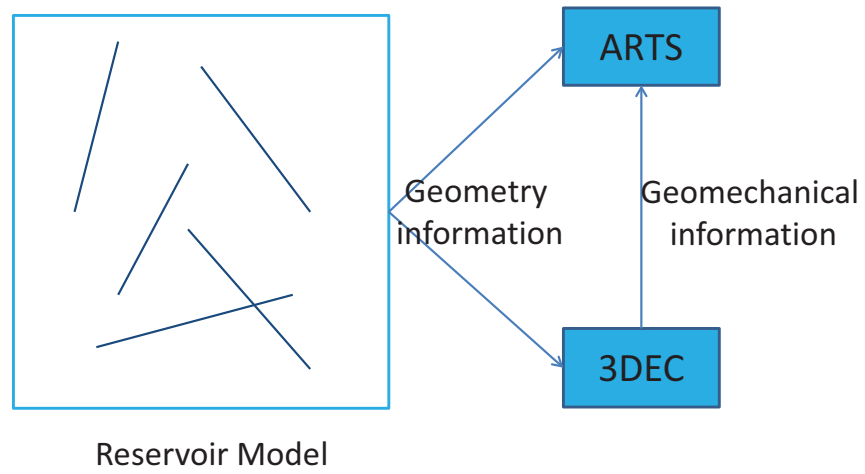 ARTS
Geometry
information
Geomechanical
information
3DEC
Reservoir Model